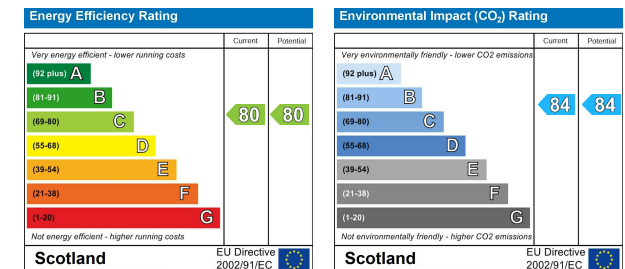 Energy Efficiency Rating
Current Potential
Very energy efficient - lower running costs
(92 plus) A
(81-91) B
(69-80) C
80 80
(55-68) D
(39-54) E
(21-38) F
(1-20) G
Not energy efficient - higher running costs
Scotland
EU Directive
2002/91/EC
Environmental Impact (CO₂) Rating
Current Potential
Very environmentally friendly - lower CO2 emissions
(92 plus) A
(81-91) B
84 84
(69-80) C
(55-68) D
(39-54) E
(21-38) F
(1-20) G
Not environmentally friendly - higher CO2 emissions
Scotland
EU Directive
2002/91/EC